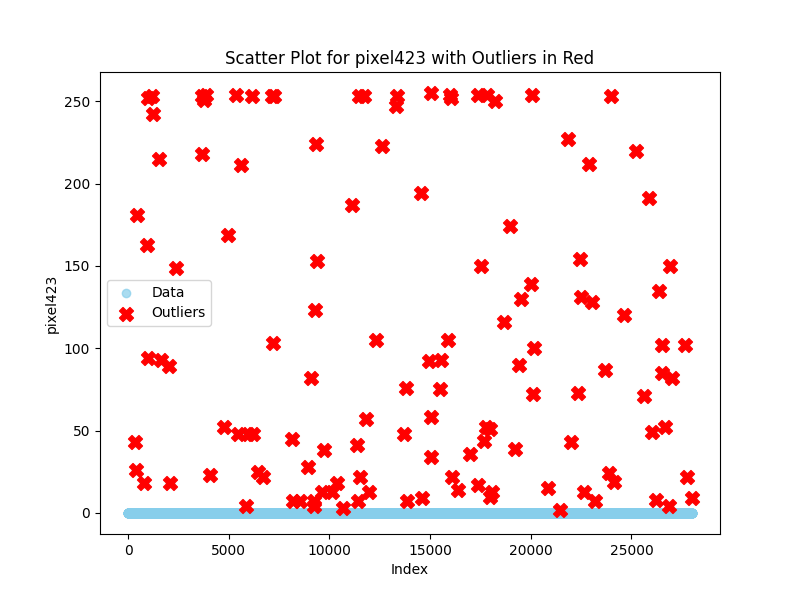 Scatter Plot for pixel423 with Outliers in Red
250
200
150
100
50
0
pixel423
Data
Outliers
0 5000 10000 15000 20000 25000
Index